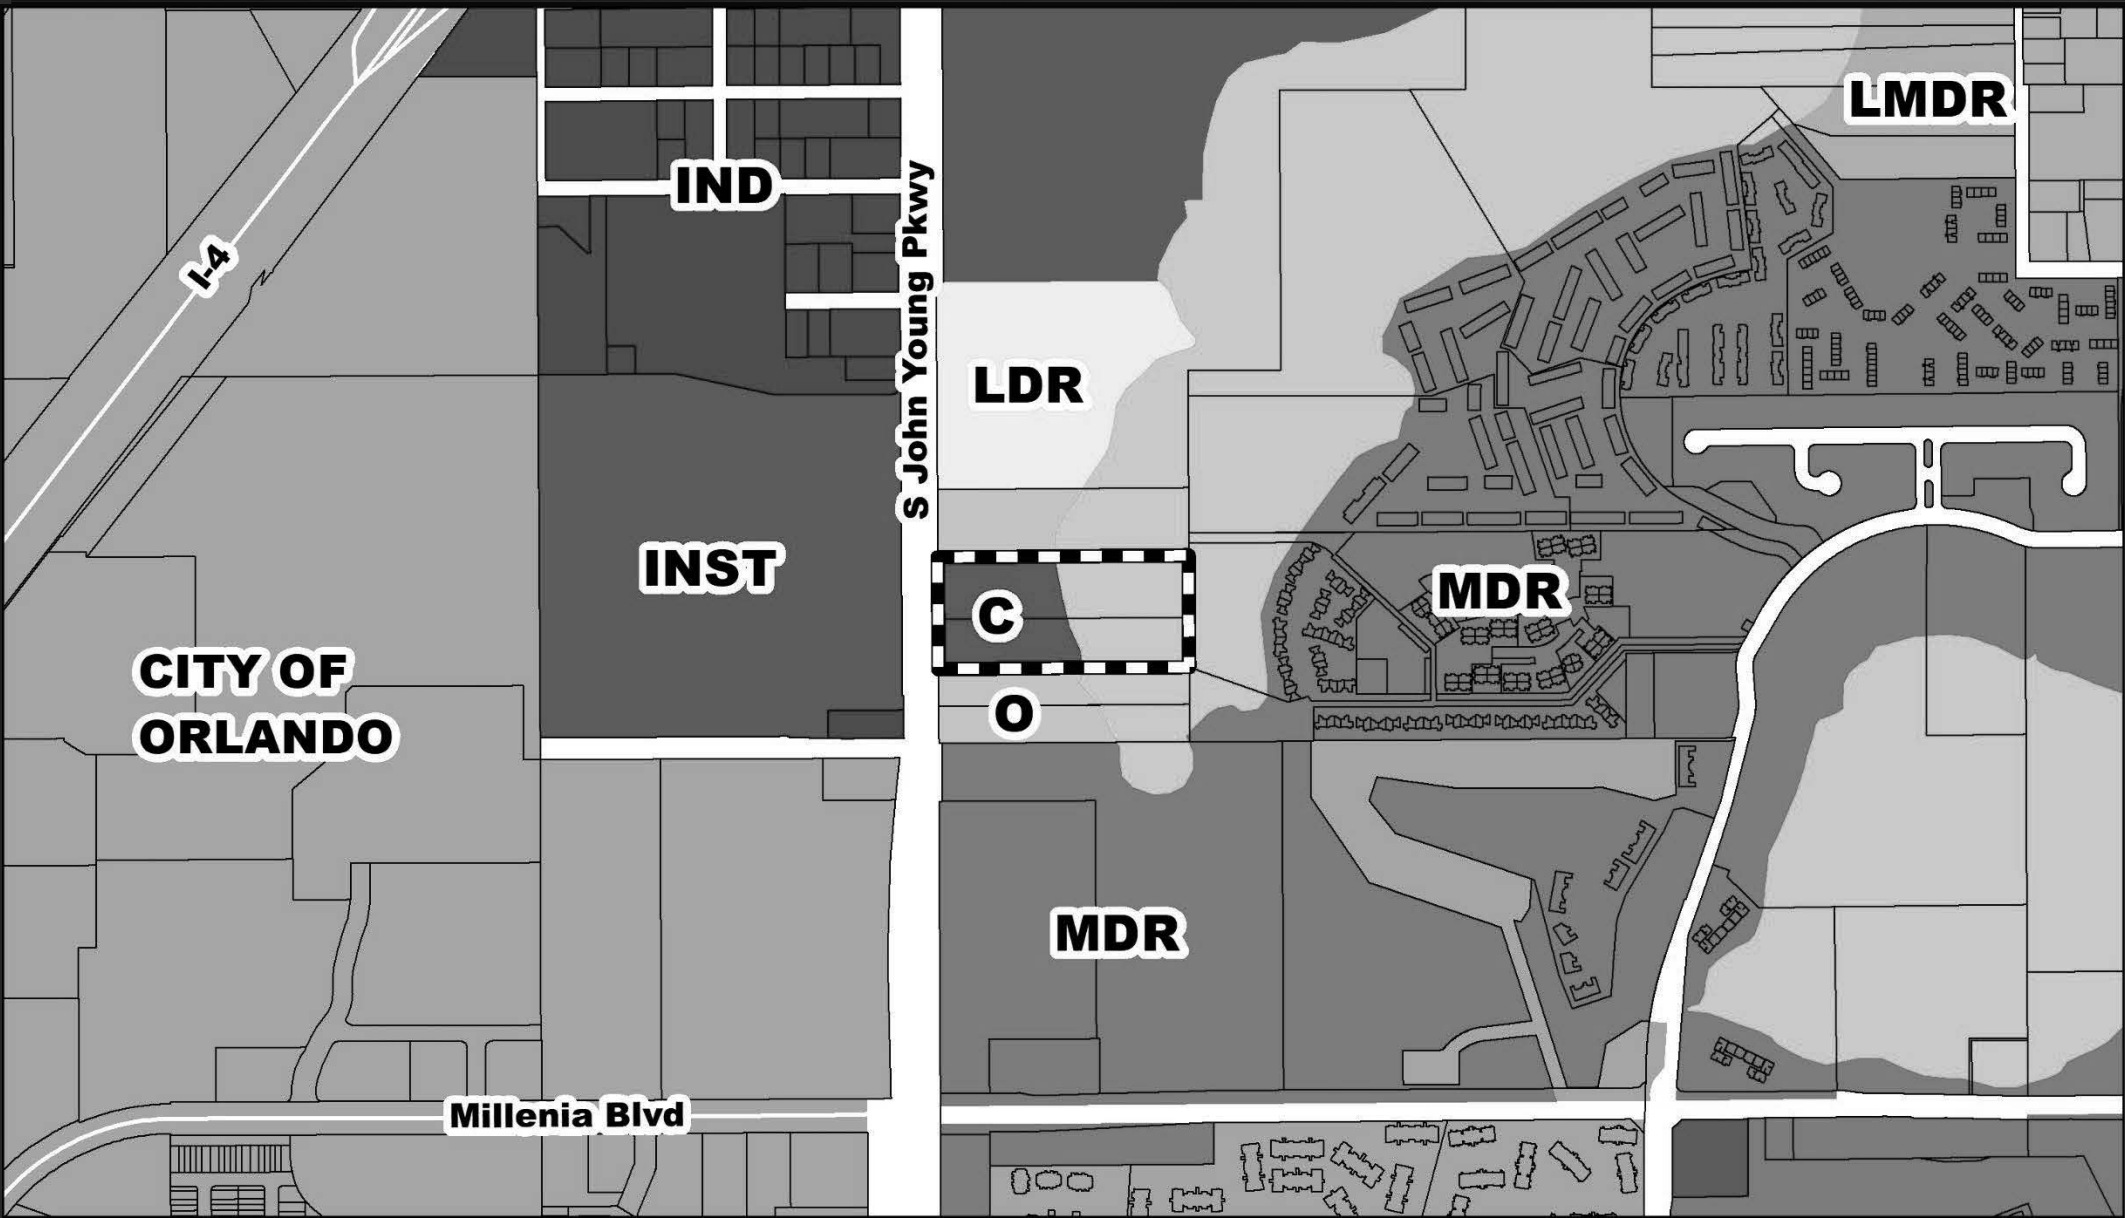 LMDR
IND
S John Young Pkwy
I-4
LDR
INST
MDR
C
CITY OF
ORLANDO
O
MDR
Millenia Blvd